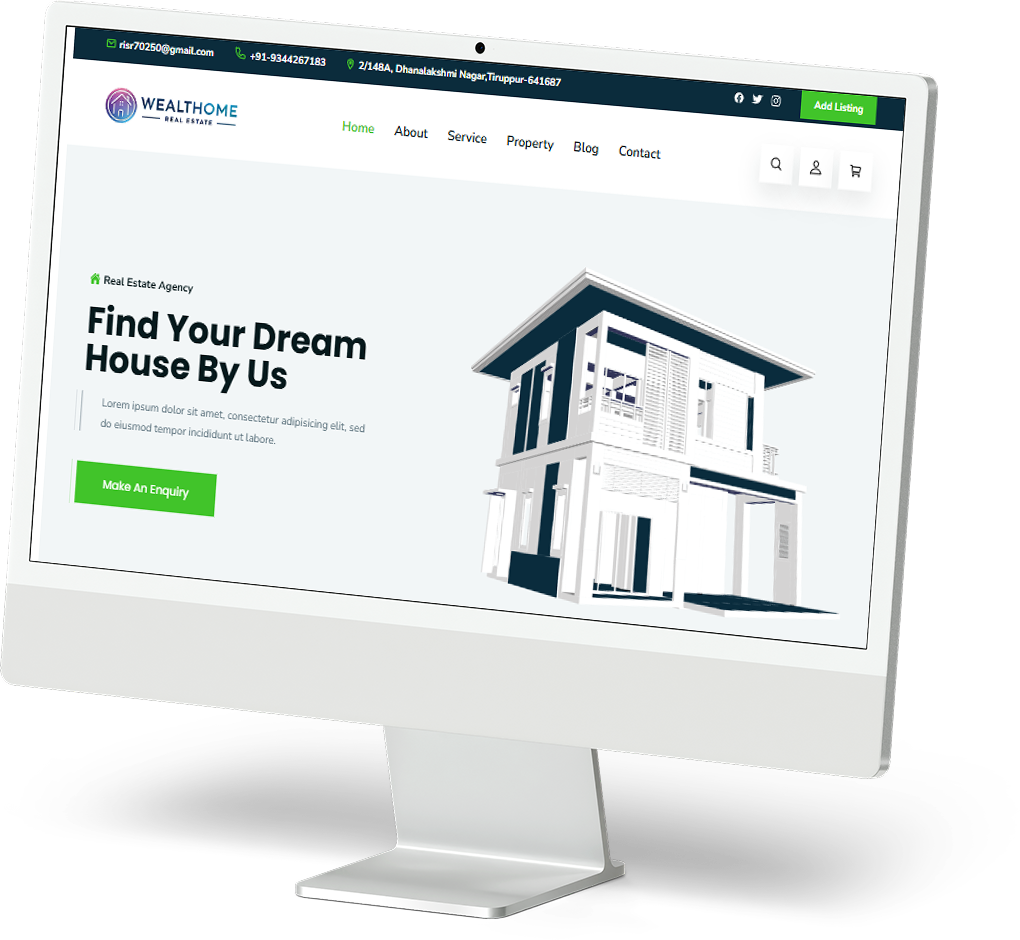 risr70250@gmail.com
+91-9344267183
2/148A, Dhanalakshmi Nagar,Tiruppur-641687
Add Listing
WEALTHOME
REAL ESTATE
Home About Service Property Blog Contact
Real Estate Agency
Find Your Dream
House By Us
Lorem ipsum dolor sit amet, consectetur adipisicing elit, sed
do eiusmod tempor incididunt ut labore.
Make An Enquiry